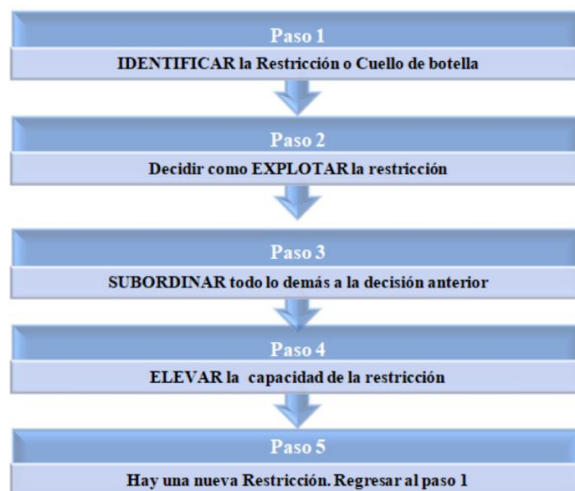 Paso 1
IDENTIFICAR la Restricción o Cuello de botella
Paso 2
Decidir como EXPLOTAR la restricción
Paso 3
SUBORDINAR todo lo demás a la decisión anterior
Paso 4
ELEVAR la capacidad de la restricción
Paso 5
Hay una nueva Restricción. Regresar al paso 1